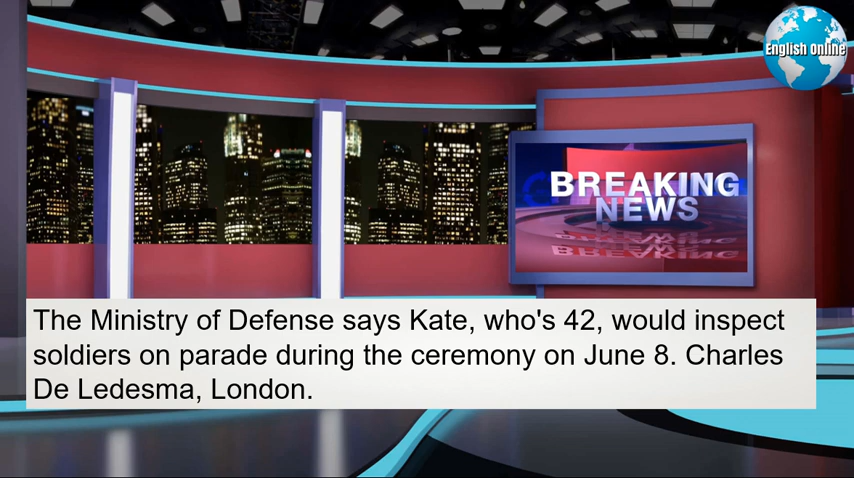 English Online
BREAKING
NEWS
The Ministry of Defense says Kate, who's 42, would inspect
soldiers on parade during the ceremony on June 8. Charles
De Ledesma, London.